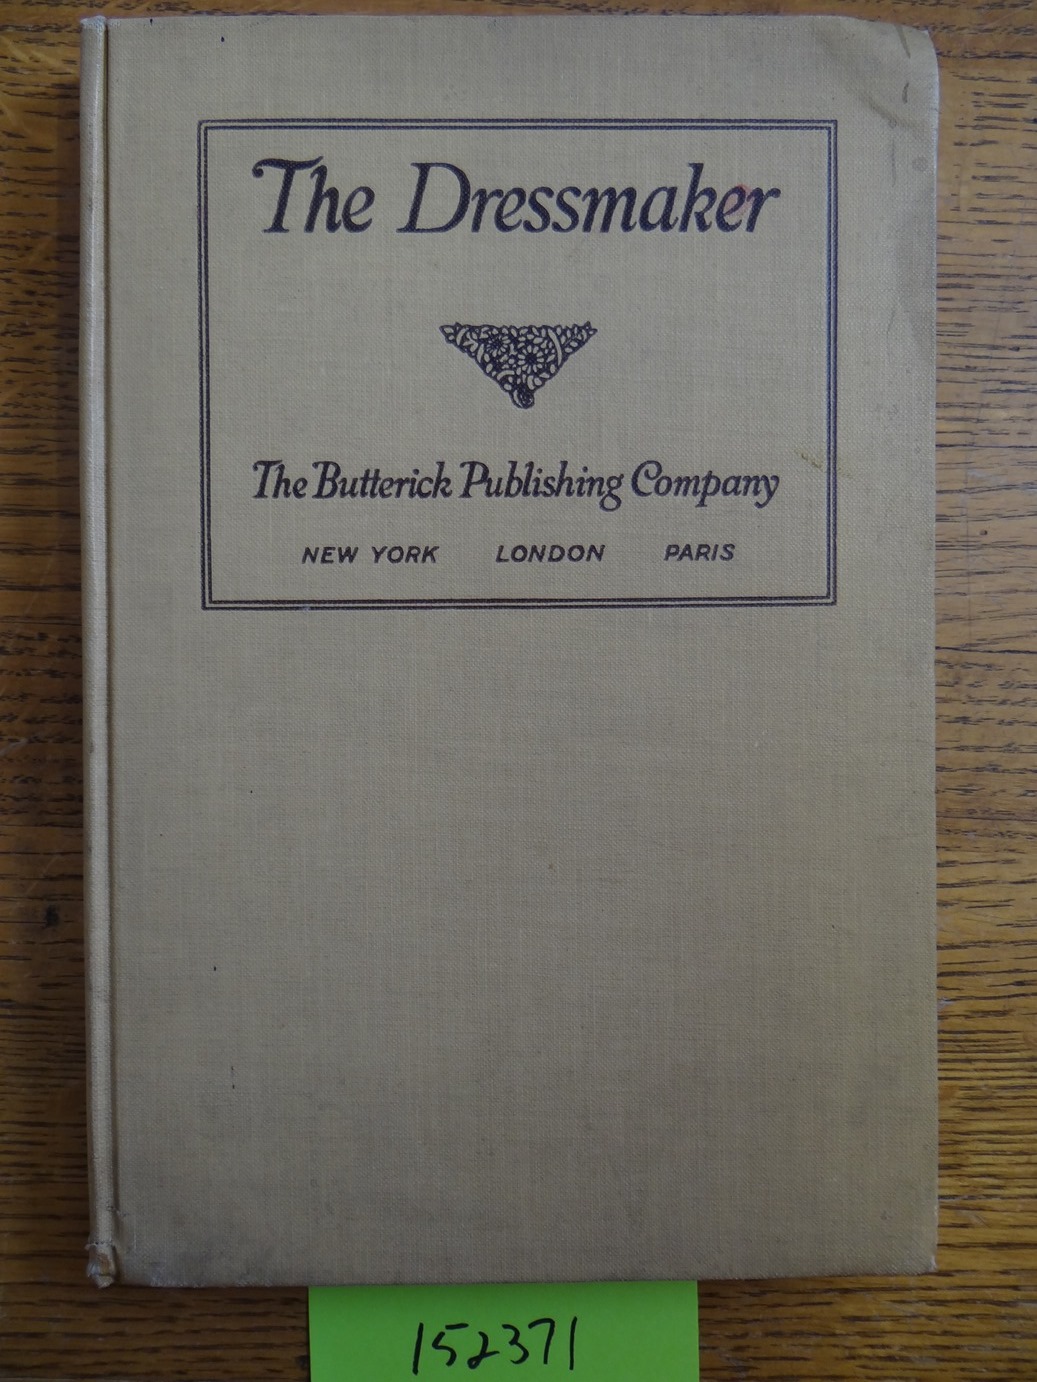 The Dressmaker
The Butterick Publishing Company
NEW YORK LONDON PARIS
152371